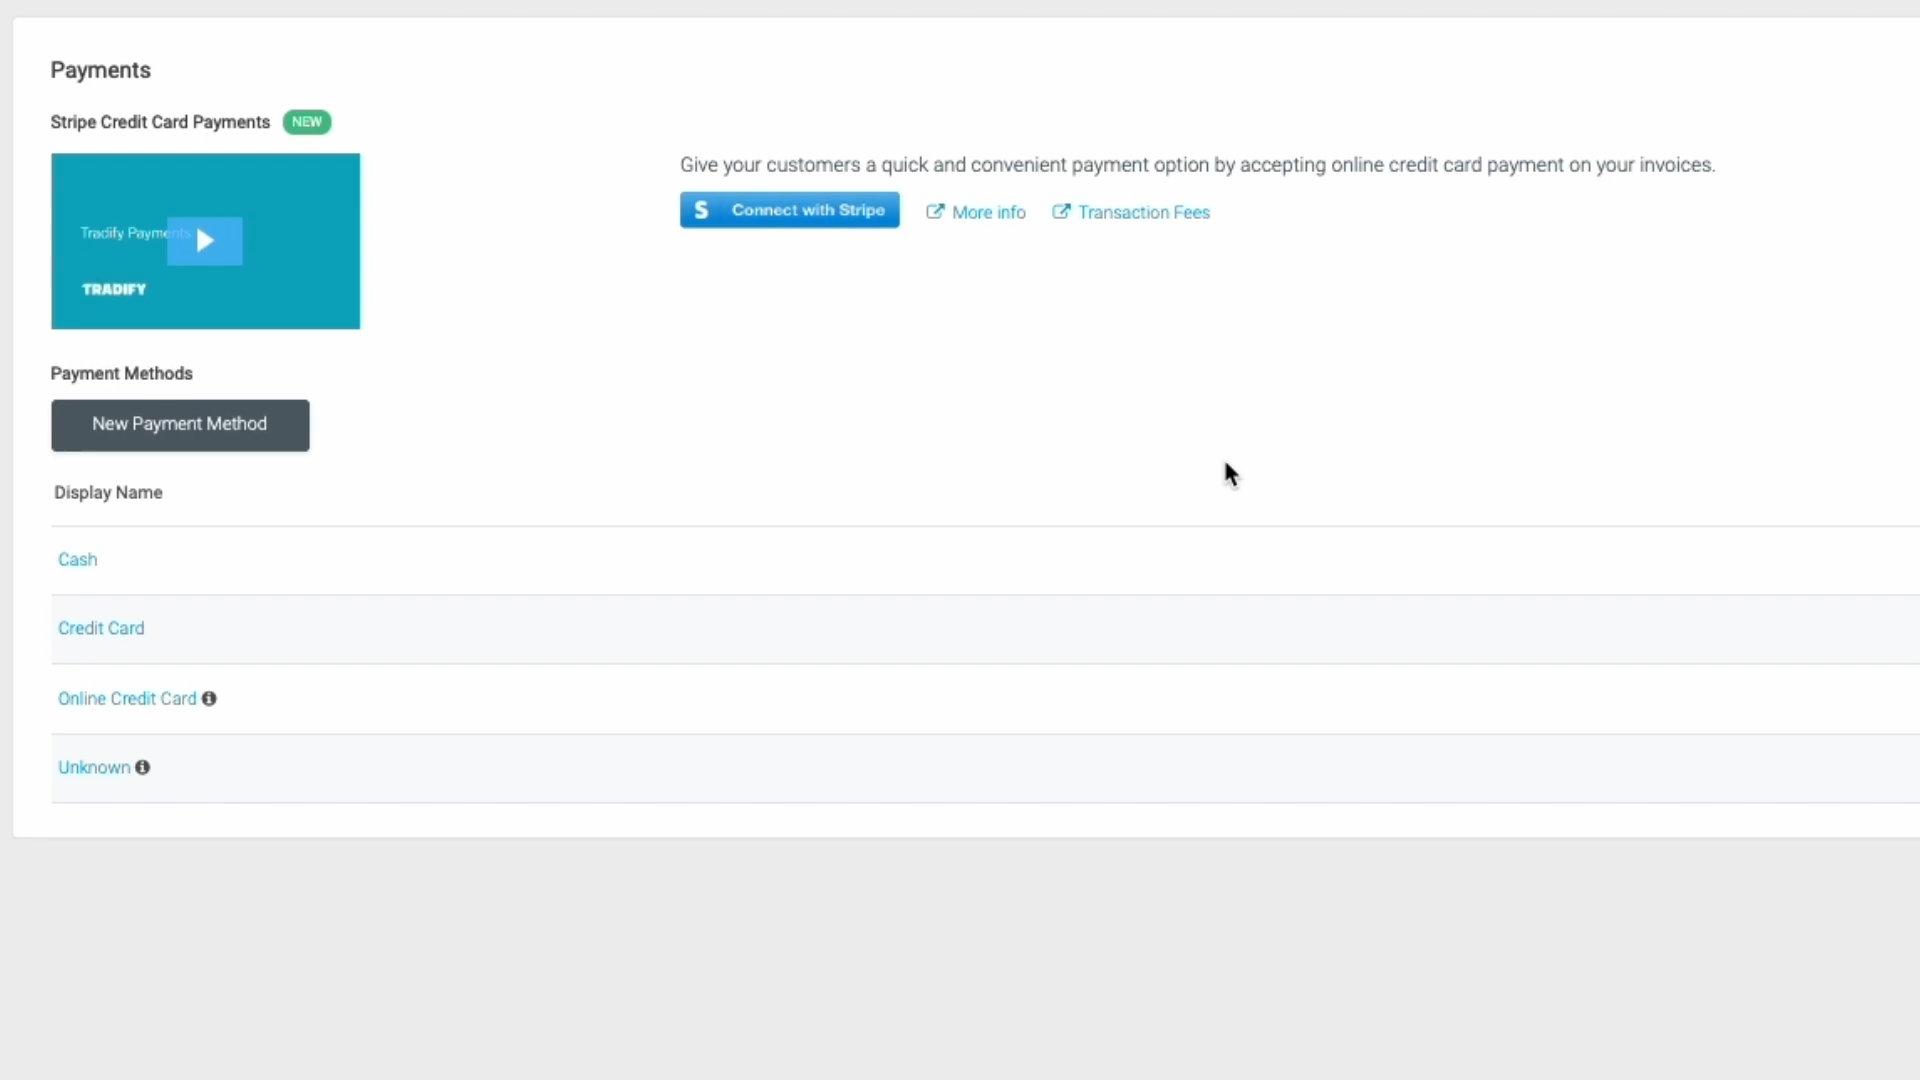 Payments
Stripe Credit Card Payments NEW
Tradify Payments
TRADIFY
Give your customers a quick and convenient payment option by accepting online credit card payment on your invoices.
S Connect with Stripe More info Transaction Fees
Payment Methods
New Payment Method
Display Name
Cash
Credit Card
Online Credit Card
Unknown